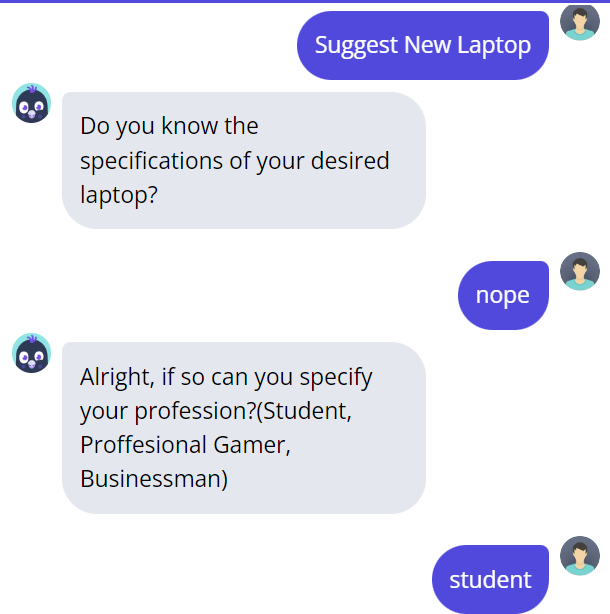 Suggest New Laptop
Do you know the
specifications of your desired
laptop?
nope
Alright, if so can you specify
your profession?(Student,
Proffesional Gamer,
Businessman)
student